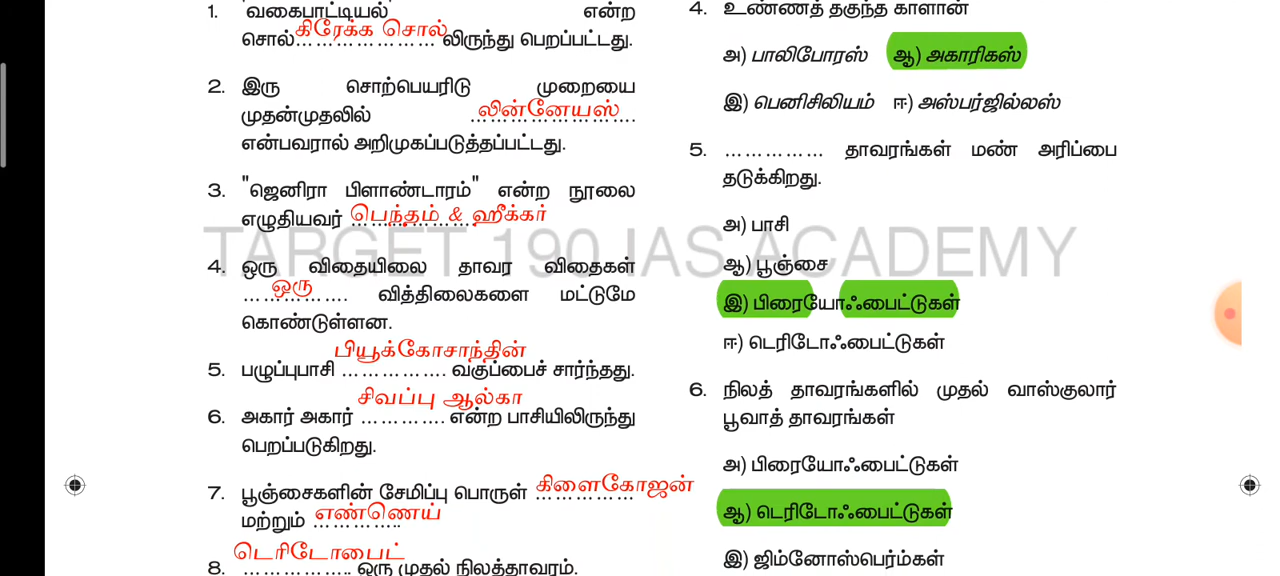 1. "வகைபாட்டியல்" என்ற
சொல்கிரேக்க சொல் லிருந்து பெறப்பட்டது.
2. இரு சொற்பெயரிடு முறையை
முதன்முதலில் லின்னேயஸ்
என்பவரால் அறிமுகப்படுத்தப்பட்டது.
3. "ஜெனிரா பிளாண்டாரம்" என்ற நூலை
எழுதியவர் பெந்தம் & ஹீக்கர்
4. ஒரு விதையிலை தாவர விதைகள்
ஒரு வித்திலைகளை மட்டுமே
கொண்டுள்ளன.
பியூக்கோசாந்தின்
5. பழுப்புபாசி ................ வகுப்பைச் சார்ந்தது.
சிவப்பு ஆல்கா
6. அகார் அகார் ............. என்ற பாசியிலிருந்து
பெறப்படுகிறது.
7. பூஞ்சைகளின் சேமிப்பு பொருள் கிளைகோஜன்
மற்றும் எண்ணெய்
டெரிடோபைட்
8. ................. ஒரு முதல் நிலத்தாவரம்.
4. உண்ணத் தகுந்த காளான்
அ) பாலிபோரஸ் ஆ) அகாரிகஸ்
இ) பெனிசிலியம் ஈ) அஸ்பர்ஜில்லஸ்
5. ............... தாவரங்கள் மண் அரிப்பை
தடுக்கிறது.
அ) பாசி
ஆ) பூஞ்சை
இ) பிரையோஃபைட்டுகள்
ஈ) டெரிடோஃபைட்டுகள்
6. நிலத் தாவரங்களில் முதல் வாஸ்குலார்
பூவாத் தாவரங்கள்
அ) பிரையோஃபைட்டுகள்
ஆ) டெரிடோஃபைட்டுகள்
இ) ஜிம்னோஸ்பெர்ம்கள்
TARGET 190 IAS ACADEMY